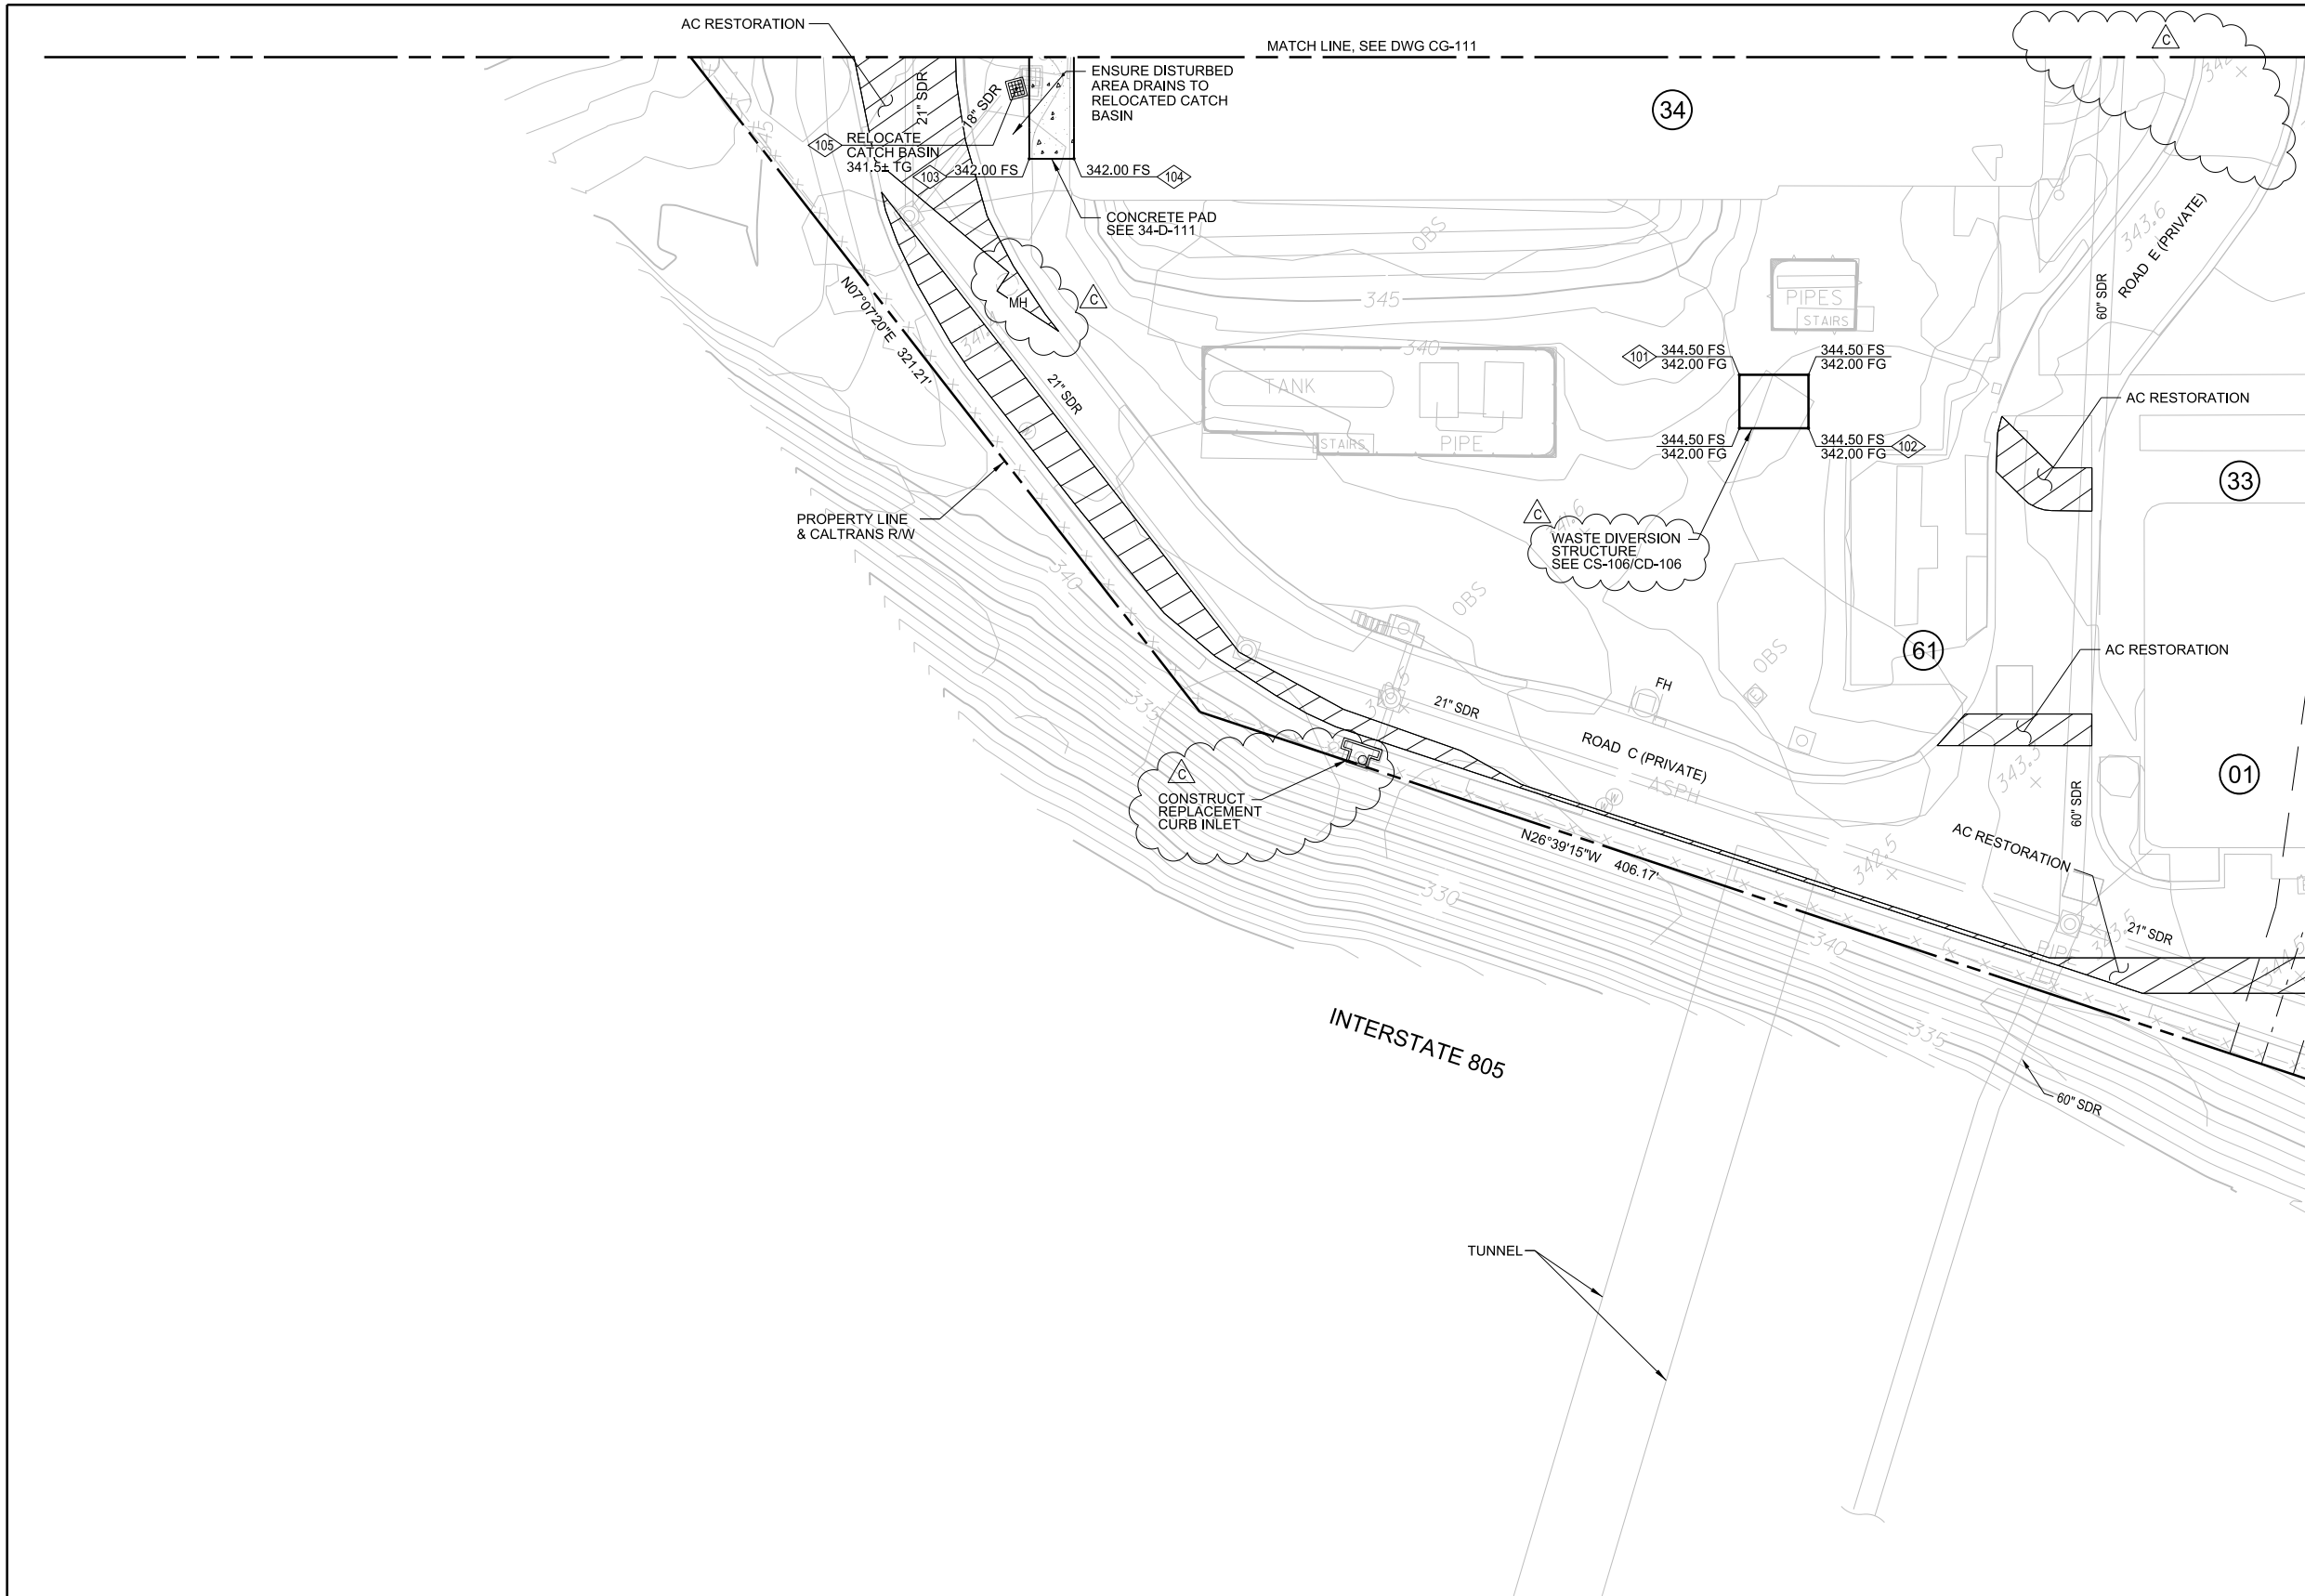 AC RESTORATION
MATCH LINE, SEE DWG CG-111
C
ENSURE DISTURBED
AREA DRAINS TO
RELOCATED CATCH
BASIN
21" SDR
18" SDR
34
345
105
RELOCATE
CATCH BASIN
341.5± TG
103
342.00 FS
342.00 FS
104
CONCRETE PAD
SEE 34-D-111
OBS
343.6
ROAD E (PRIVATE)
60" SDR
MH
C
345
PIPES
STAIRS
N07°07'20"E 321.21'
340
101
344.50 FS
342.00 FG
344.50 FS
342.00 FG
TANK
21" SDR
AC RESTORATION
STAIRS
PIPE
344.50 FS
342.00 FG
344.50 FS
342.00 FG
102
33
PROPERTY LINE
& CALTRANS R/W
C
WASTE DIVERSION
STRUCTURE
SEE CS-106/CD-106
340
OBS
OBS
61
AC RESTORATION
335
FH
E
21" SDR
ROAD C (PRIVATE)
ASPH
343.5
01
C
CONSTRUCT
REPLACEMENT
CURB INLET
W
W
W
60" SDR
N26°39'15"W 406.17'
342.5
AC RESTORATION
330
340
PIPE
343.5
21" SDR
335
INTERSTATE 805
60" SDR
TUNNEL